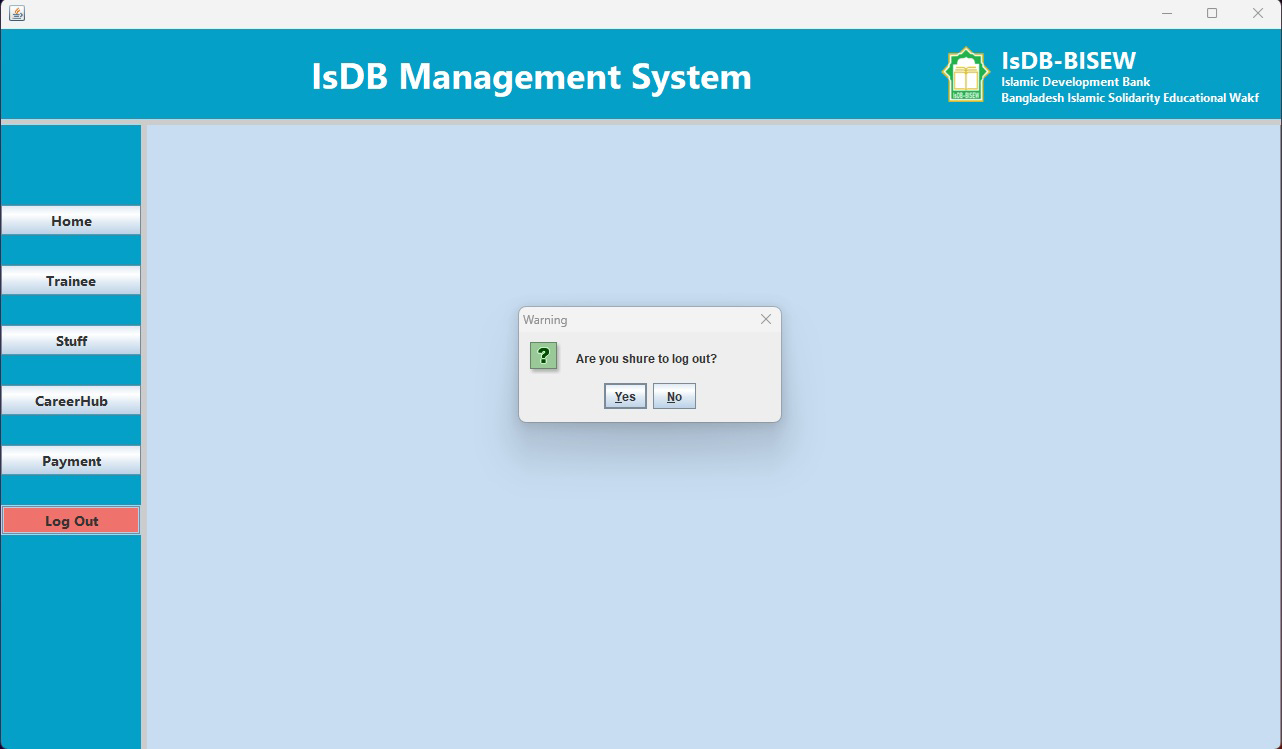 IsDB Management System
IsDB-BISEW
Islamic Development Bank
Bangladesh Islamic Solidarity Educational Wakf
IsDB-BISEW
Home
Trainee
Stuff
CareerHub
Payment
Log Out
Warning
?
Are you shure to log out?
Yes
No